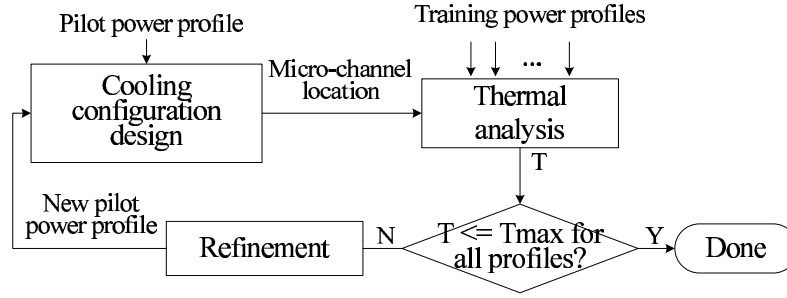 Pilot power profile
Training power profiles
...
Cooling
configuration
design
Micro-channel
location
Thermal
analysis
T
New pilot
power profile
Refinement
N
T <= Tmax for
all profiles?
Y
Done